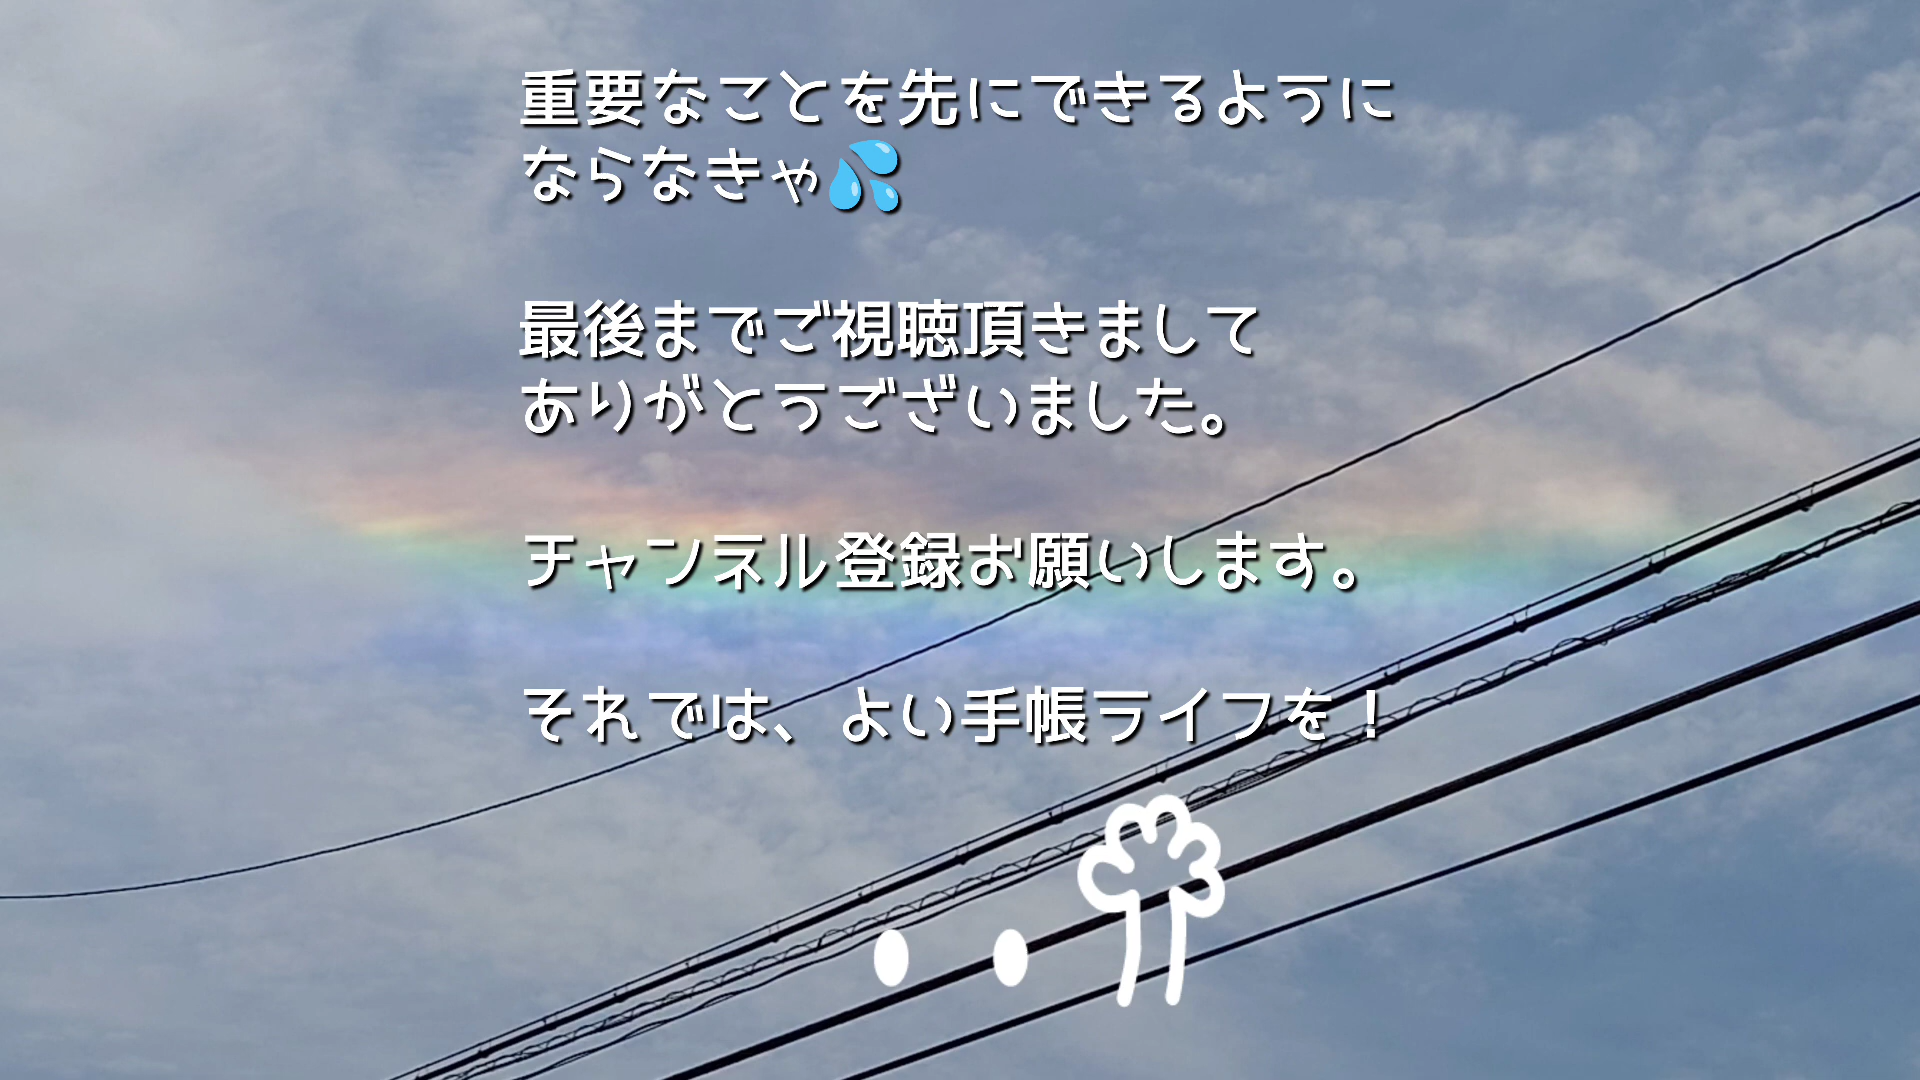 重要なことを先にできるように
ならなきゃ💦
最後までご視聴頂きまして
ありがとうございました。
チャンネル登録お願いします。
それでは、よい手帳ライフを！